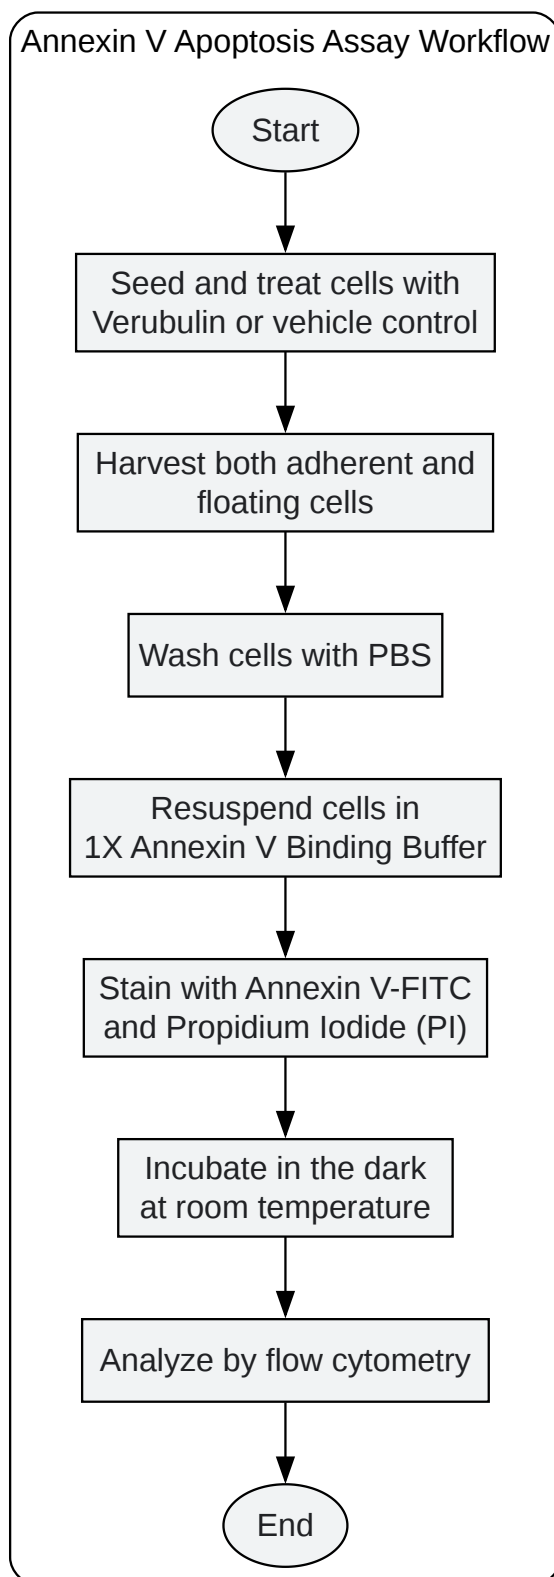 Annexin V Apoptosis Assay Workflow
Start
Seed and treat cells with
Verubulin or vehicle control
Harvest both adherent and
floating cells
Wash cells with PBS
Resuspend cells in
1X Annexin V Binding Buffer
Stain with Annexin V-FITC
and Propidium Iodide (PI)
Incubate in the dark
at room temperature
Analyze by flow cytometry
End